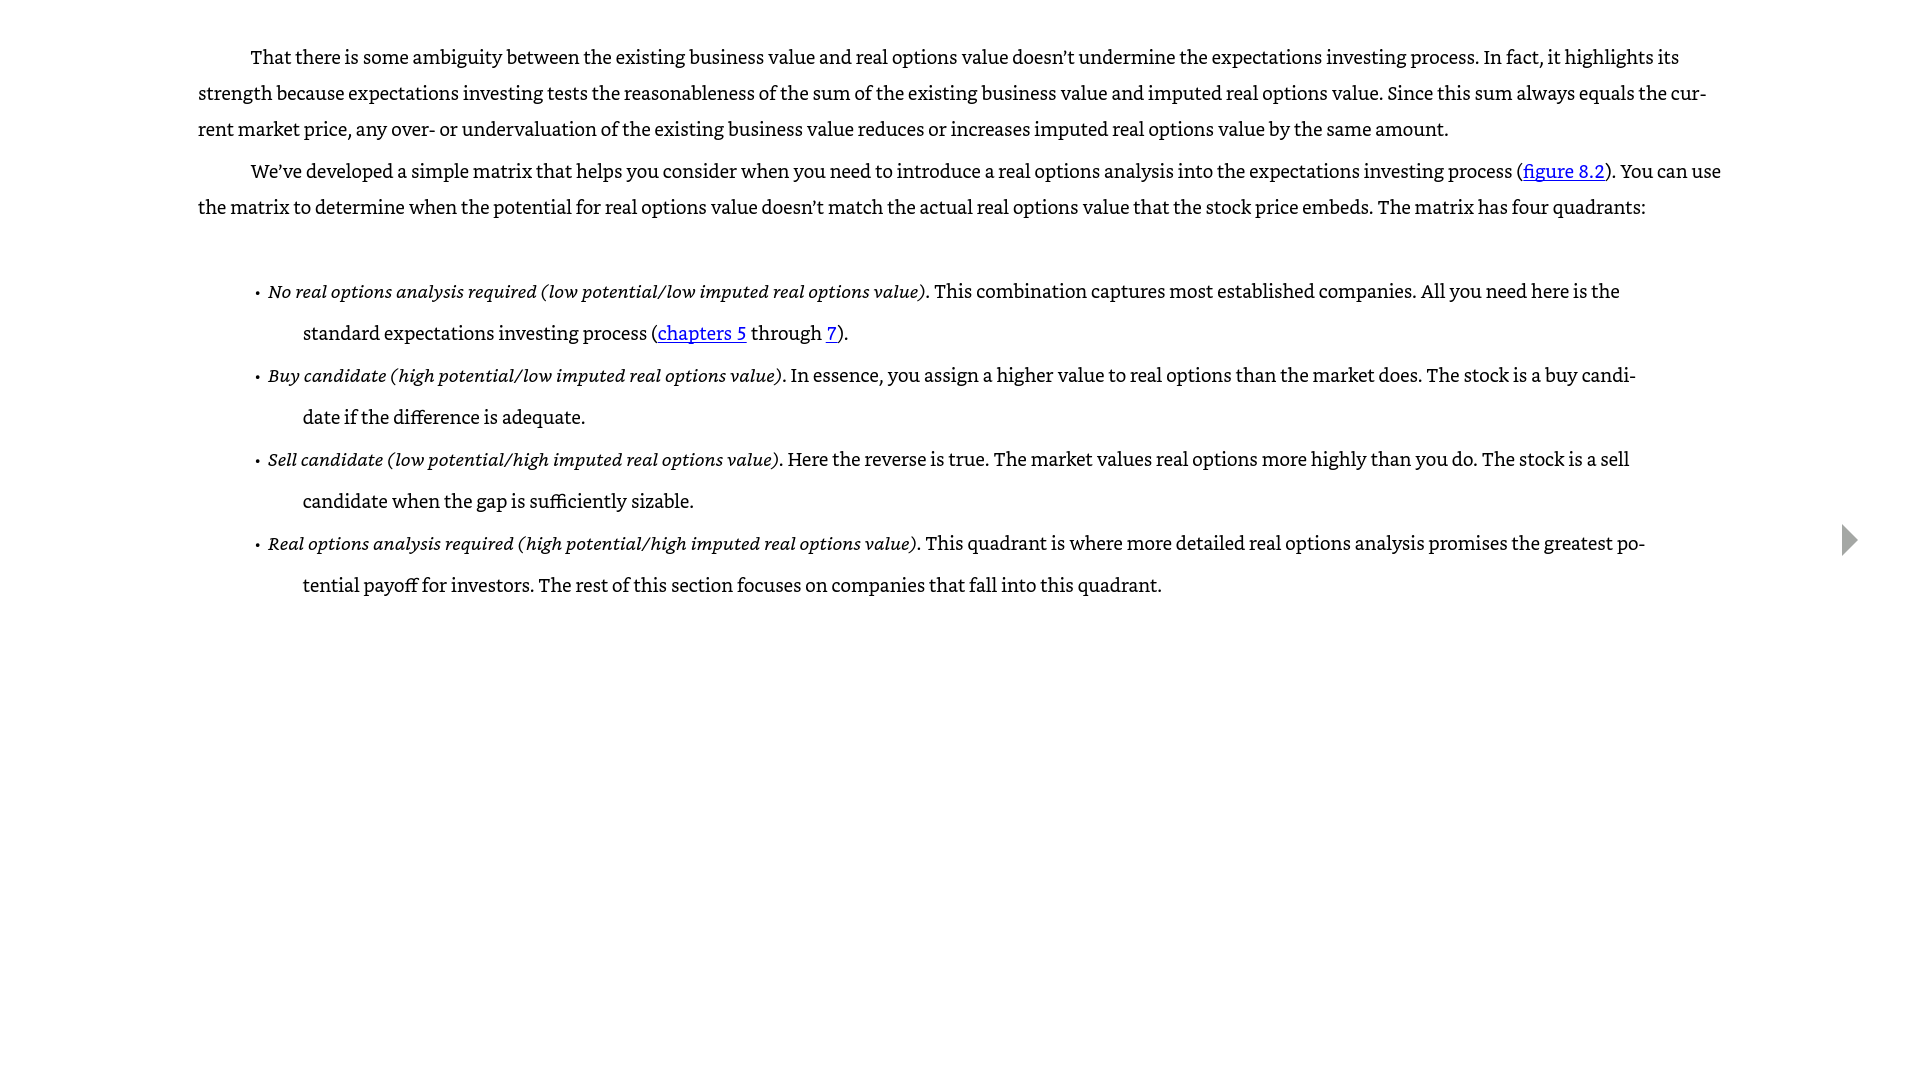 That there is some ambiguity between the existing business value and real options value doesn’t undermine the expectations investing process. In fact, it highlights its
strength because expectations investing tests the reasonableness of the sum of the existing business value and imputed real options value. Since this sum always equals the cur-
rent market price, any over- or undervaluation of the existing business value reduces or increases imputed real options value by the same amount.
We’ve developed a simple matrix that helps you consider when you need to introduce a real options analysis into the expectations investing process (figure 8.2). You can use
the matrix to determine when the potential for real options value doesn’t match the actual real options value that the stock price embeds. The matrix has four quadrants:
• No real options analysis required (low potential/low imputed real options value). This combination captures most established companies. All you need here is the
standard expectations investing process (chapters 5 through 7).
• Buy candidate (high potential/low imputed real options value). In essence, you assign a higher value to real options than the market does. The stock is a buy candi-
date if the difference is adequate.
• Sell candidate (low potential/high imputed real options value). Here the reverse is true. The market values real options more highly than you do. The stock is a sell
candidate when the gap is sufficiently sizable.
• Real options analysis required (high potential/high imputed real options value). This quadrant is where more detailed real options analysis promises the greatest po-
tential payoff for investors. The rest of this section focuses on companies that fall into this quadrant.